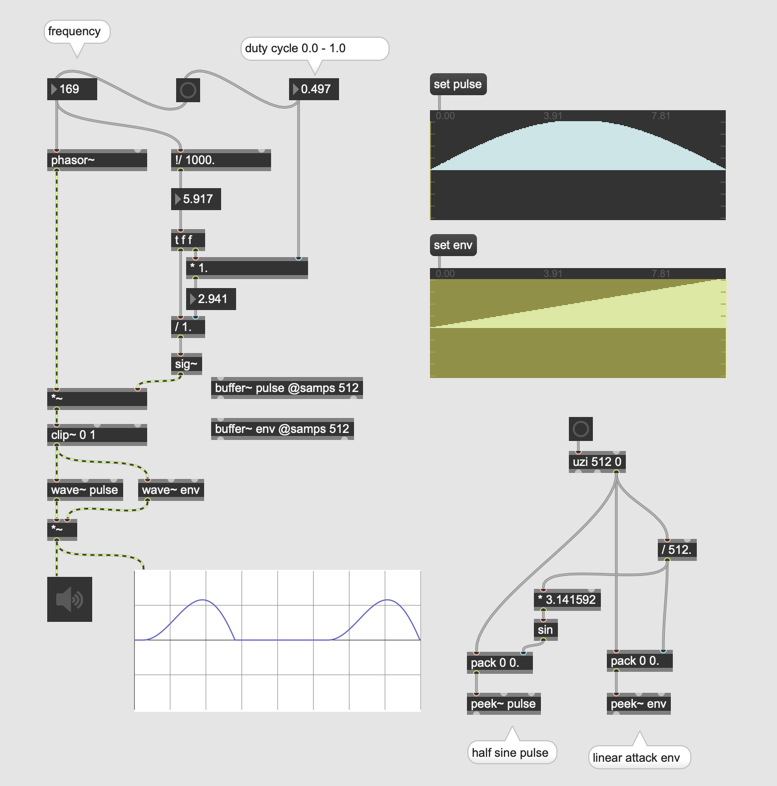 frequency
duty cycle 0.0 - 1.0
169
0.497
phasor~
!/ 1000.
5.917
t f f
* 1.
2.941
/ 1.
sig~
*~
buffer~ pulse @samps 512
clip~ 0 1
buffer~ env @samps 512
wave~ pulse
wave~ env
*~
set pulse
0.00
3.91
7.81
set env
0.00
3.91
7.81
uzi 512 0
/ 512.
* 3.141592
sin
pack 0 0.
pack 0 0.
peek~ pulse
peek~ env
half sine pulse
linear attack env